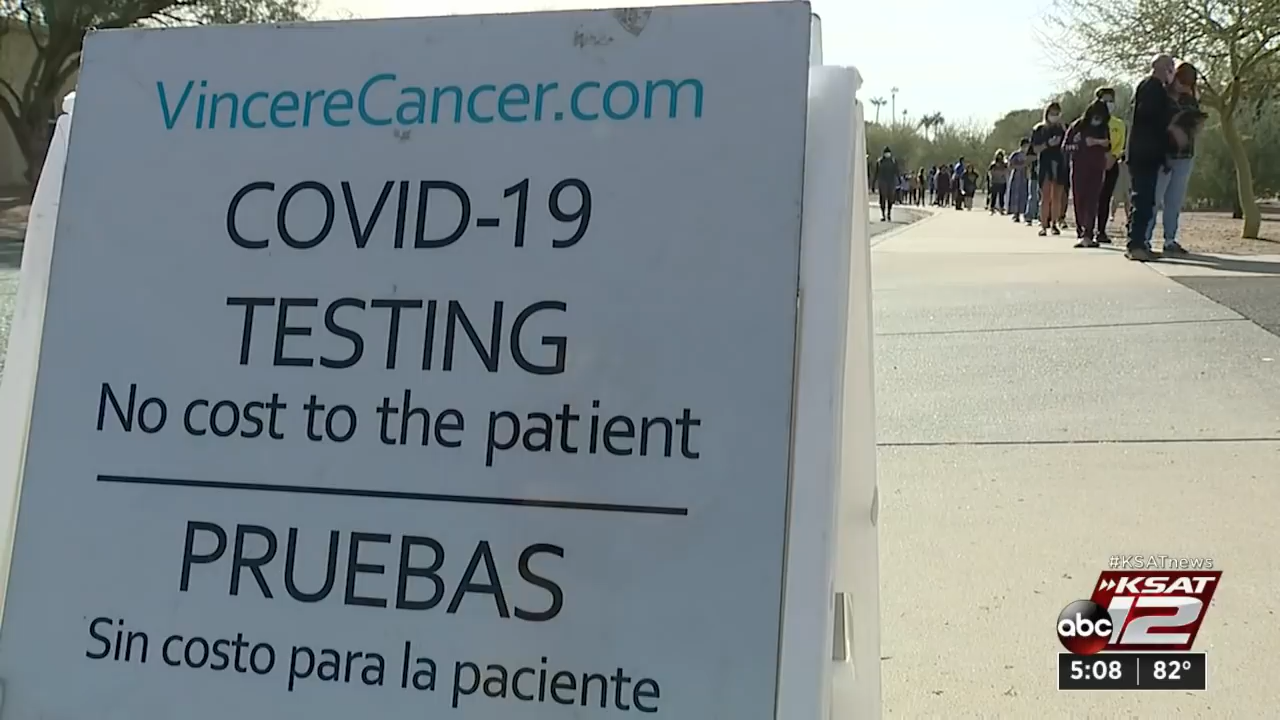 VincereCancer.com
COVID-19
TESTING
No cost to the patient
PRUEBAS
Sin costo para la paciente
#KSATnews
KSAT
abc 12
5:08 82°